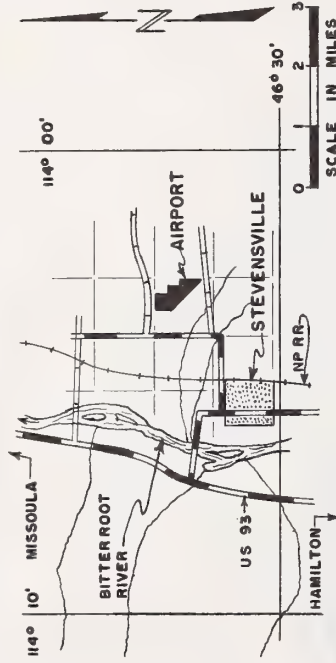 114° 10'
MISSOULA
114° 00'
N
BITTERROOT
RIVER
AIRPORT
US 93
STEVENSVILLE
NP RR.
46° 30'
HAMILTON
0 1 2 3
SCALE IN MILES